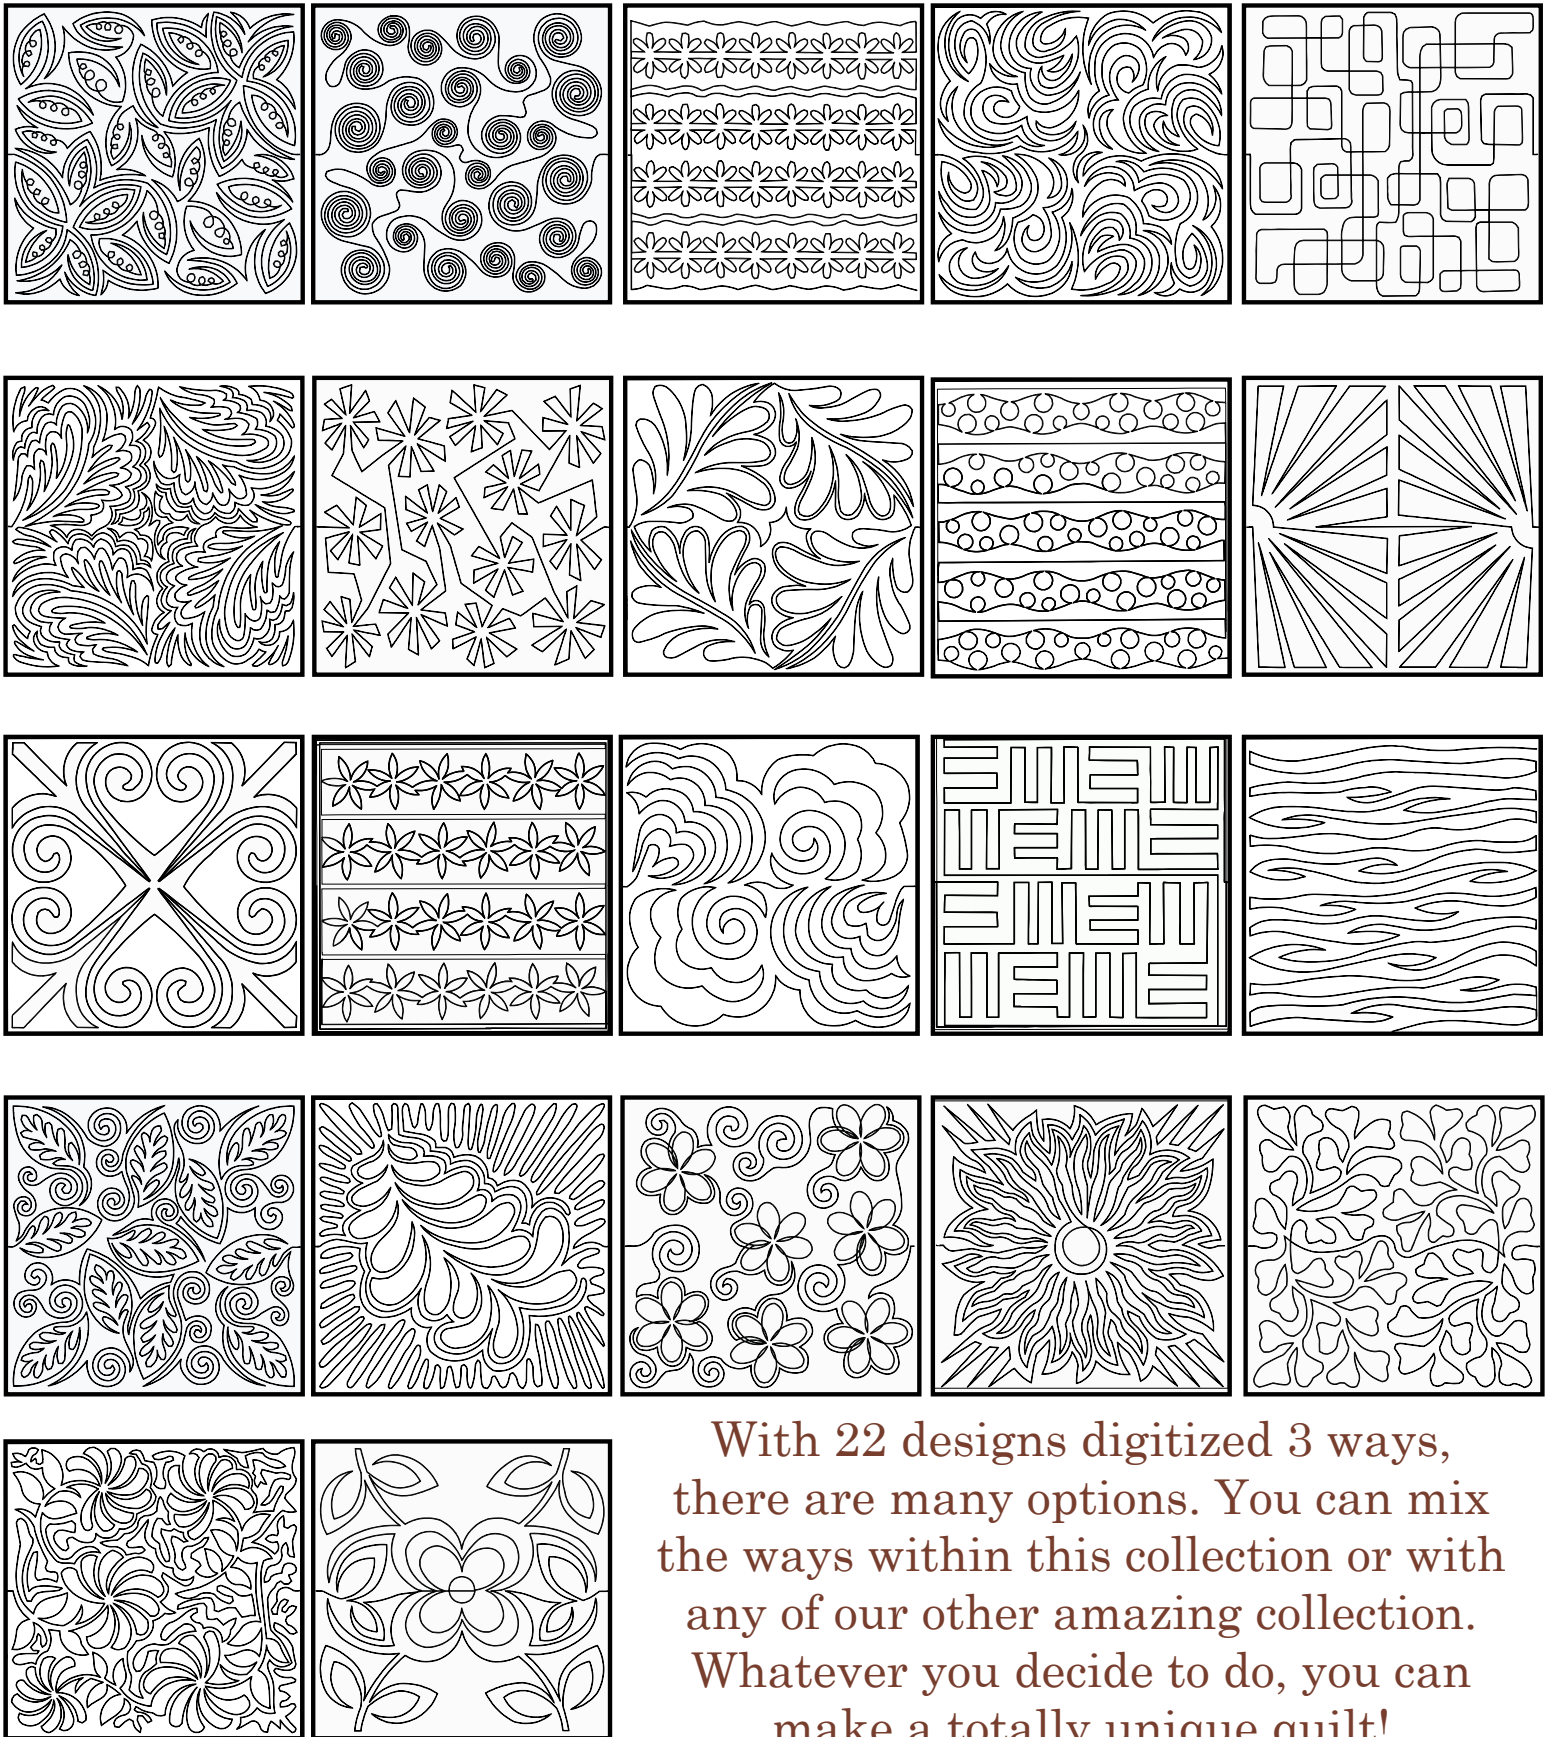 With 22 designs digitized 3 ways,
there are many options. You can mix
the ways within this collection or with
any of our other amazing collection.
Whatever you decide to do, you can
make a totally unique quilt!